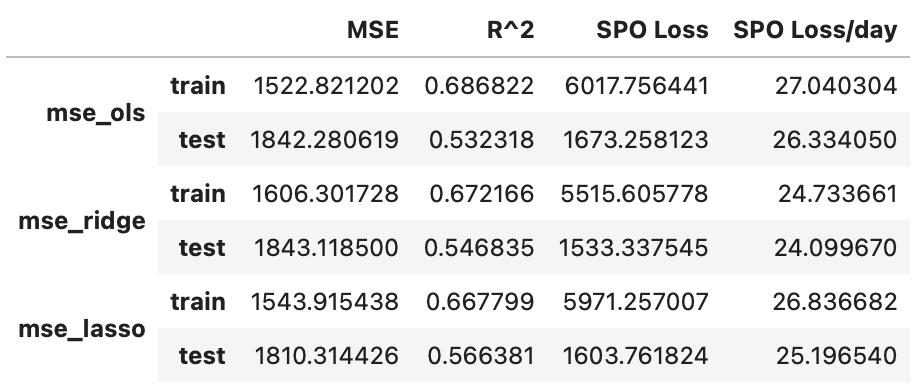 MSE R^2 SPO Loss SPO Loss/day
mse_ols train 1522.821202 0.686822 6017.756441 27.040304
test 1842.280619 0.532318 1673.258123 26.334050
mse_ridge train 1606.301728 0.672166 5515.605778 24.733661
test 1843.118500 0.546835 1533.337545 24.099670
mse_lasso train 1543.915438 0.667799 5971.257007 26.836682
test 1810.314426 0.566381 1603.761824 25.196540